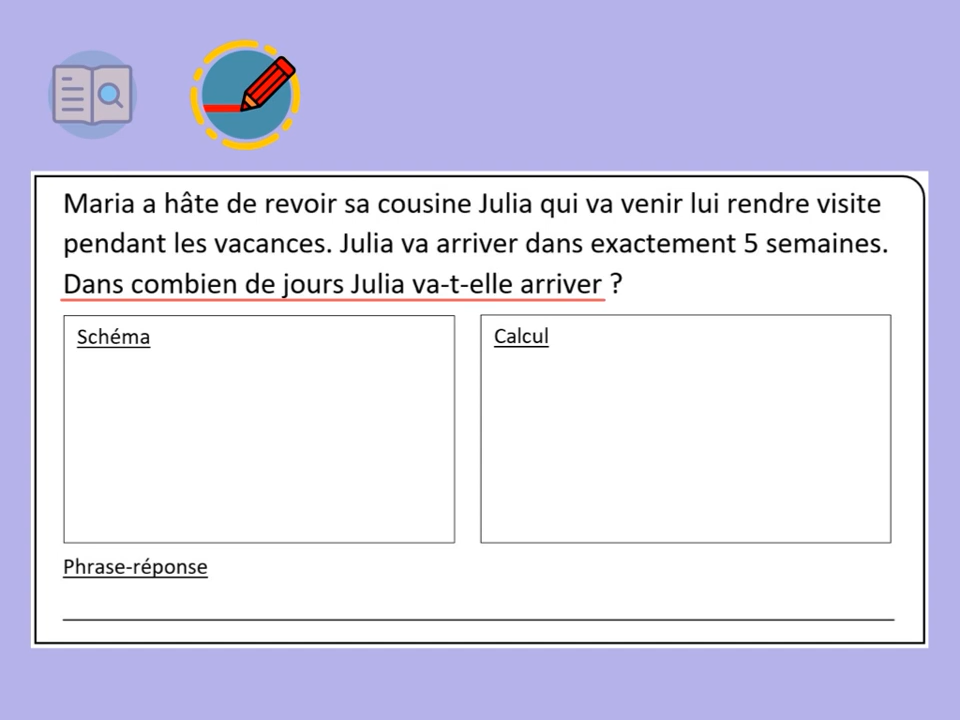 Maria a hâte de revoir sa cousine Julia qui va venir lui rendre visite
pendant les vacances. Julia va arriver dans exactement 5 semaines.
Dans combien de jours Julia va-t-elle arriver ?
Schéma
Calcul
Phrase-réponse